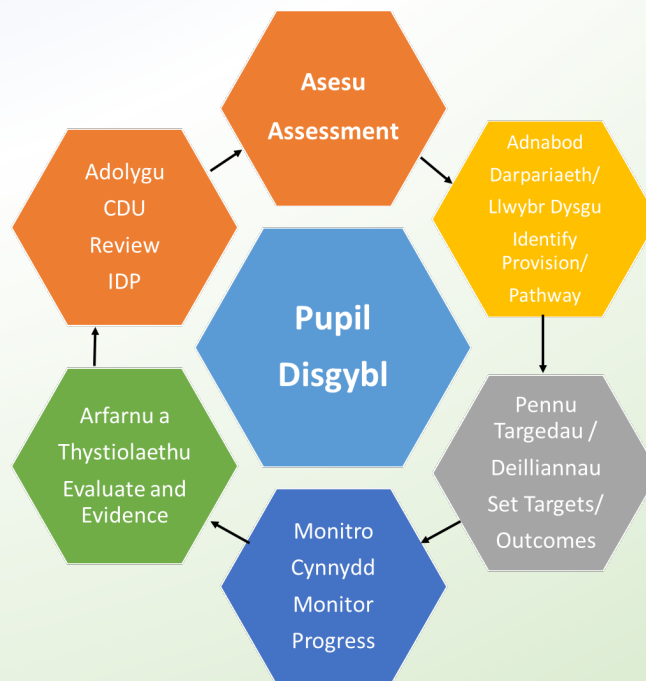 Asesu
Assessment
Adnabod
Darpariaeth/
Llwybr Dysgu
Identify
Provision/
Pathway
Pennu
Targedau /
Deilliannau
Set Targets/
Outcomes
Monitro
Cynnydd
Monitor
Progress
Arfarnu a
Thystiolaethu
Evaluate and
Evidence
Adolygu
CDU
Review
IDP
Pupil
Disgybl